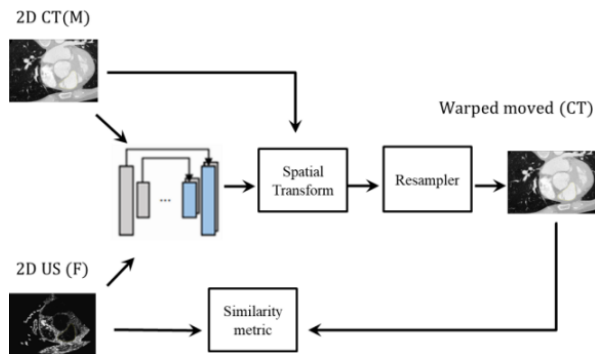 2D CT(M)
Warped moved (CT)
Spatial
Transform
Resampler
...
2D US (F)
Similarity
metric